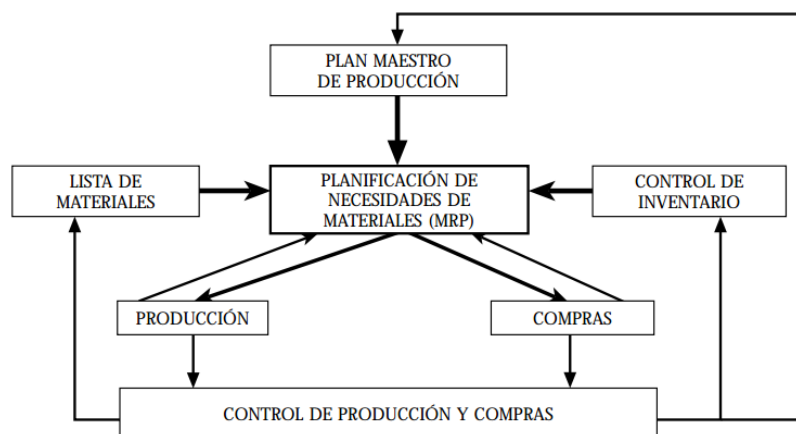 PLAN MAESTRO
DE PRODUCCIÓN
LISTA DE
MATERIALES
PLANIFICACIÓN DE
NECESIDADES DE
MATERIALES (MRP)
CONTROL DE
INVENTARIO
PRODUCCIÓN
COMPRAS
CONTROL DE PRODUCCIÓN Y COMPRAS